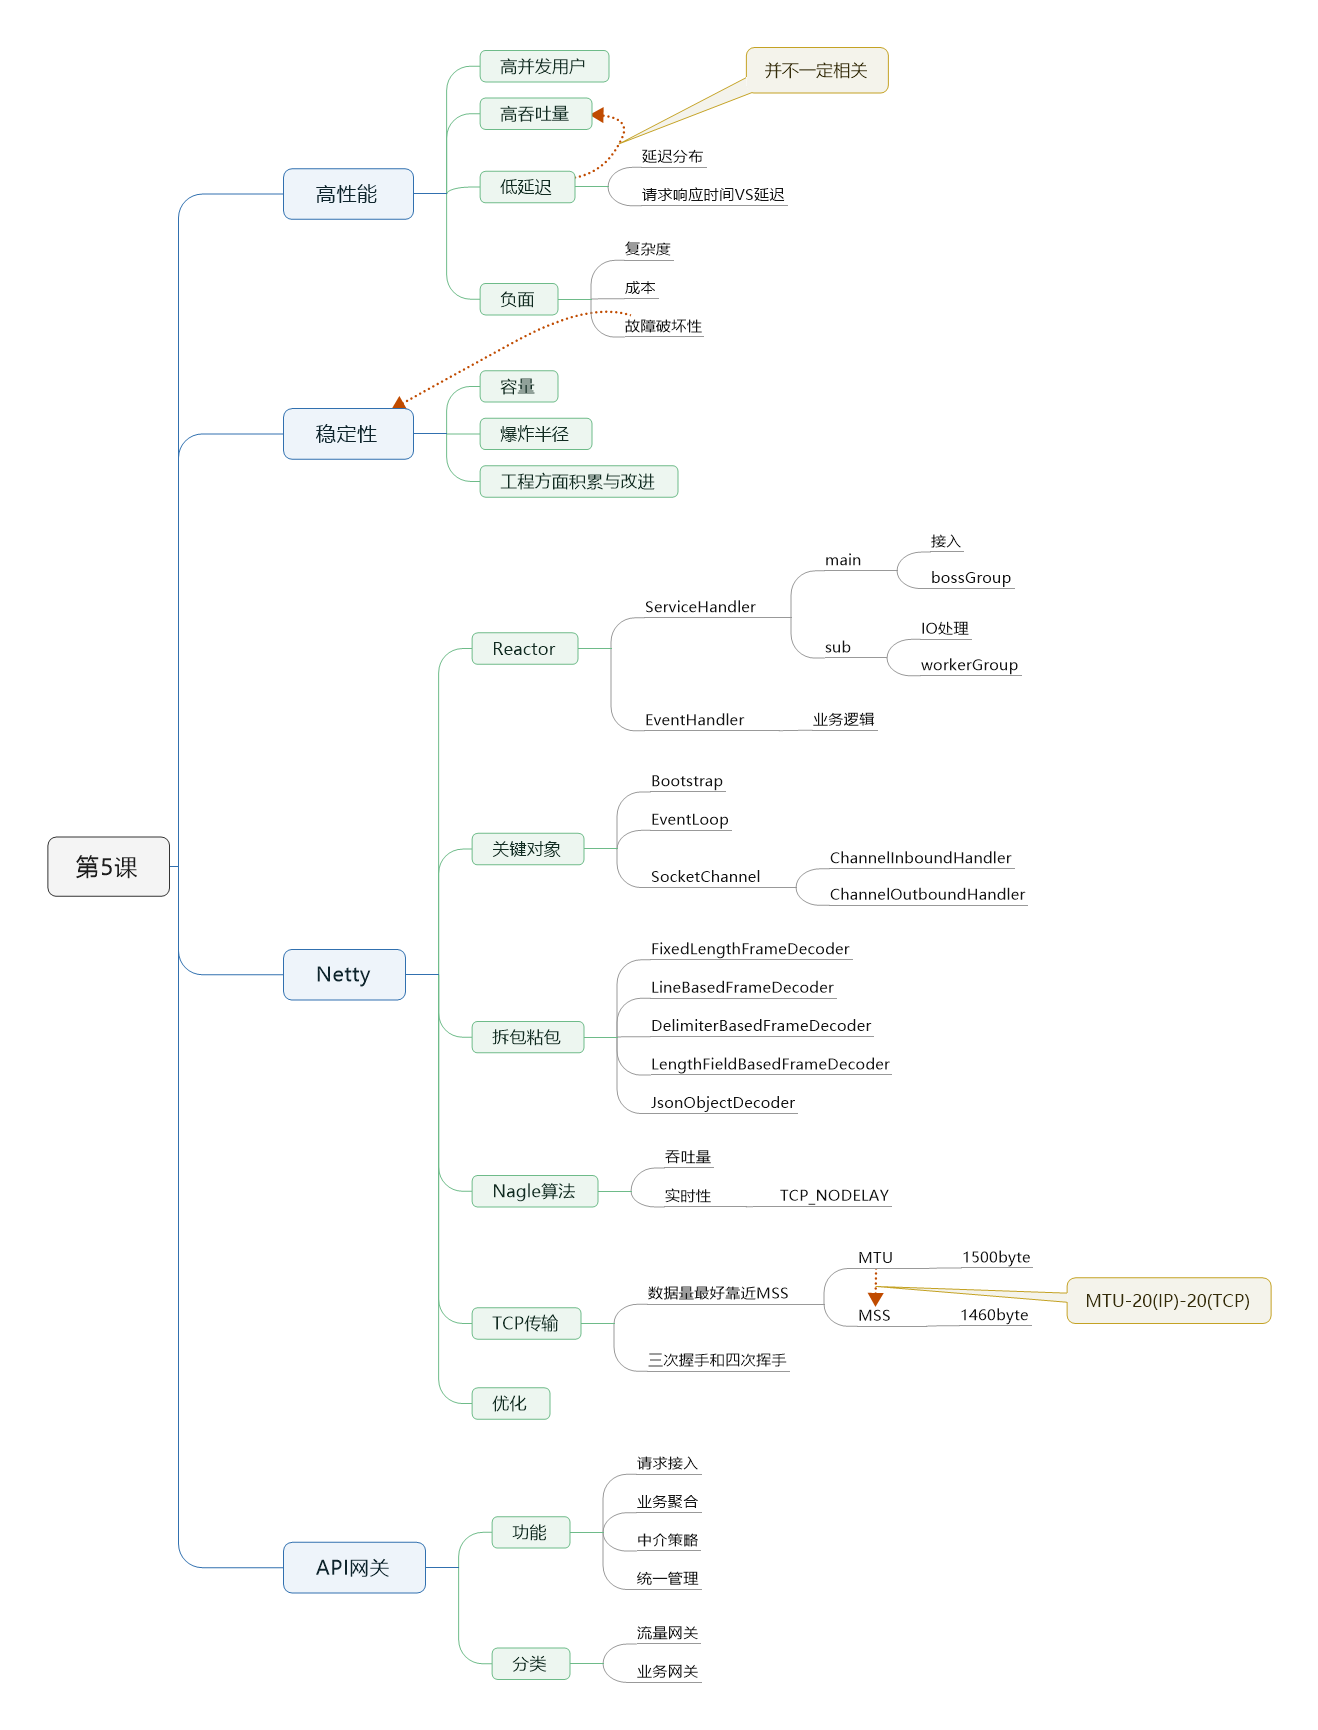 第5课
高性能
高并发用户
高吞吐量
并不一定相关
低延迟
延迟分布
请求响应时间VS延迟
负面
复杂度
成本
故障破坏性
稳定性
容量
爆炸半径
工程方面积累与改进
Netty
Reactor
ServiceHandler
main
接入
bossGroup
sub
IO处理
workerGroup
EventHandler
业务逻辑
关键对象
Bootstrap
EventLoop
SocketChannel
ChannelInboundHandler
ChannelOutboundHandler
拆包粘包
FixedLengthFrameDecoder
LineBasedFrameDecoder
DelimiterBasedFrameDecoder
LengthFieldBasedFrameDecoder
JsonObjectDecoder
Nagle算法
吞吐量
实时性
TCP_NODELAY
TCP传输
数据量最好靠近MSS
MTU
1500byte
MSS
1460byte
MTU-20(IP)-20(TCP)
三次握手和四次挥手
优化
API网关
功能
请求接入
业务聚合
中介策略
统一管理
分类
流量网关
业务网关